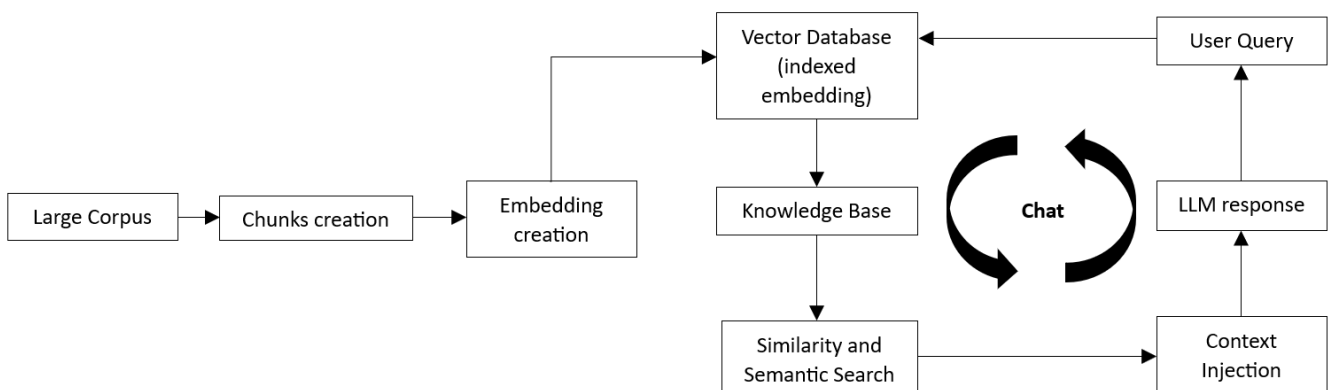 Vector Database
(indexed
embedding)
User Query
Large Corpus
Chunks creation
Embedding
creation
Knowledge Base
Chat
LLM response
Similarity and
Semantic Search
Context
Injection